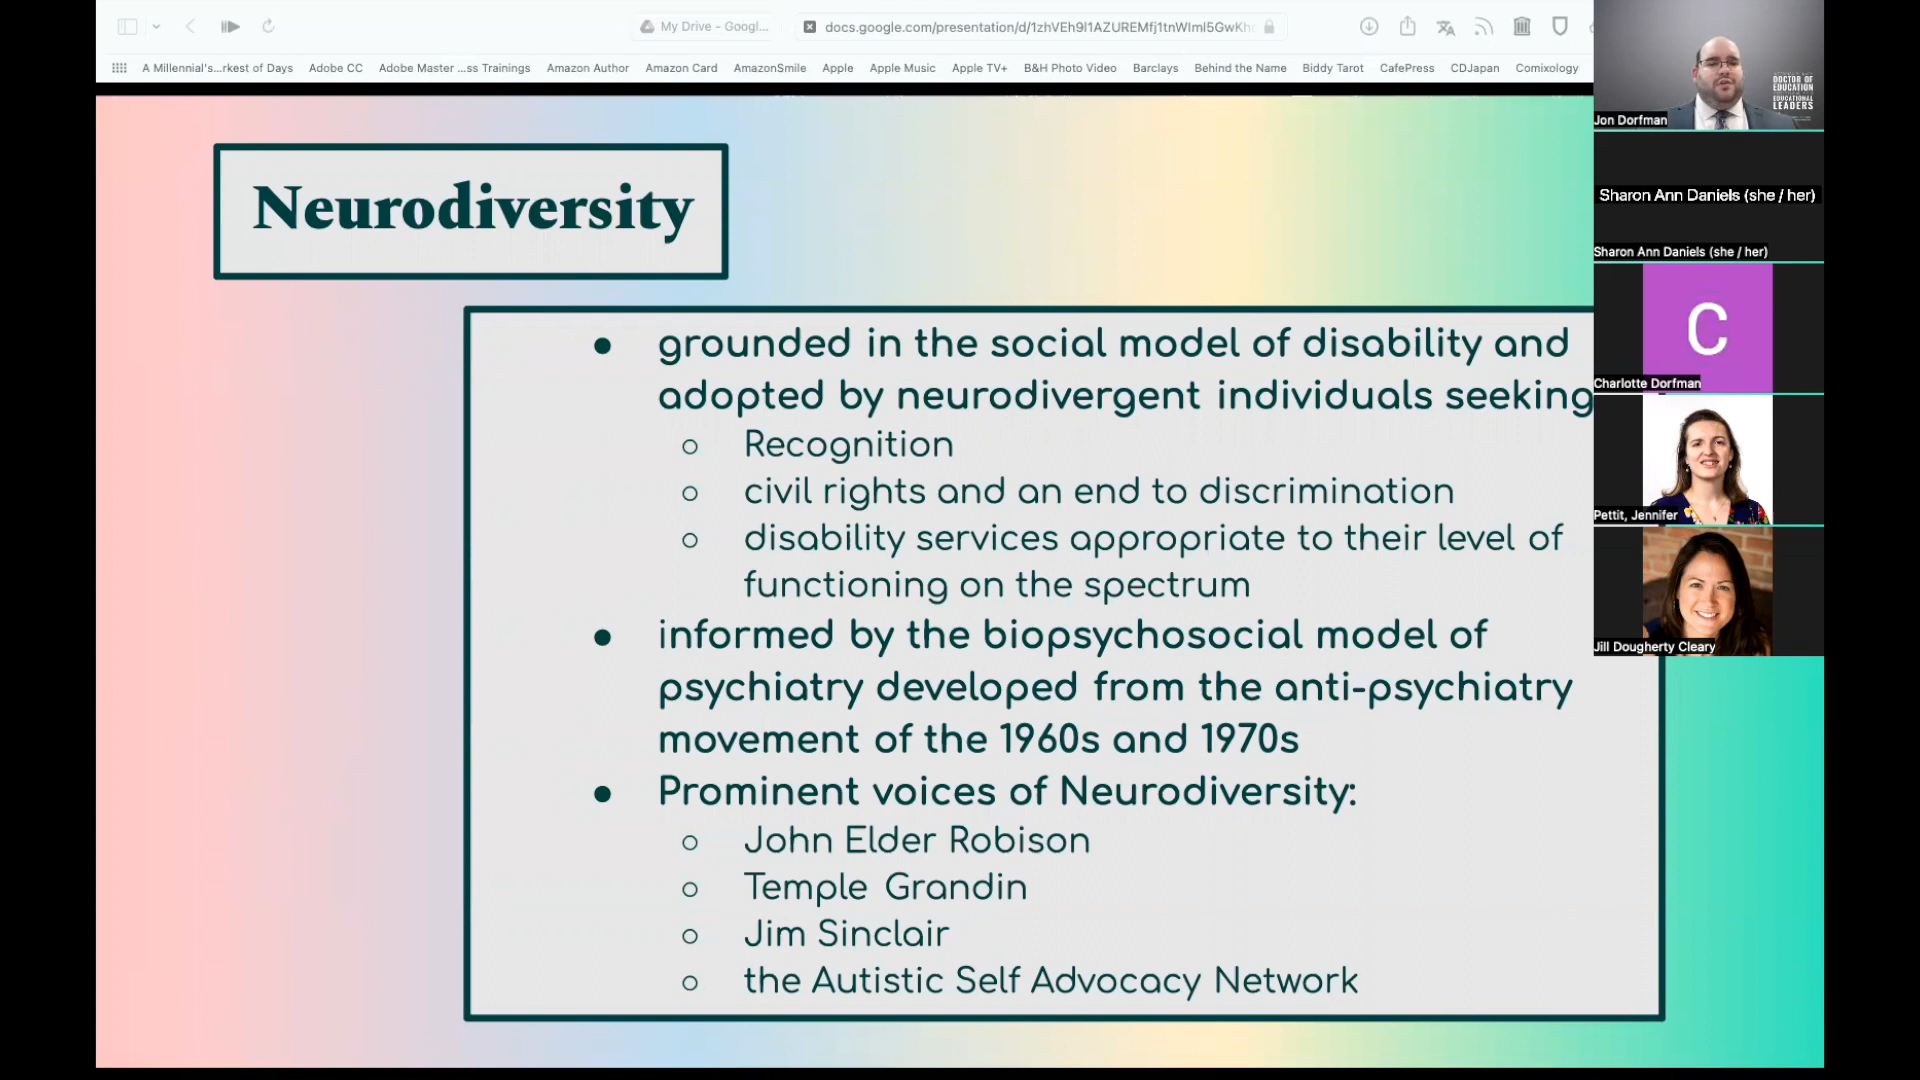 My Drive – Googl...
docs.google.com/presentation/d/1zhVEh9l1AZUREMfj1tnWIml5GwKh
A Millennial's...rkest of Days Adobe CC Adobe Master ...ss Trainings Amazon Author Amazon Card AmazonSmile Apple Apple Music Apple TV+ B&H Photo Video Barclays Behind the Name Biddy Tarot CafePress CDJapan Comixology
Neurodiversity
● grounded in the social model of disability and
adopted by neurodivergent individuals seeking
○ Recognition
○ civil rights and an end to discrimination
○ disability services appropriate to their level of
functioning on the spectrum
● informed by the biopsychosocial model of
psychiatry developed from the anti-psychiatry
movement of the 1960s and 1970s
● Prominent voices of Neurodiversity:
○ John Elder Robison
○ Temple Grandin
○ Jim Sinclair
○ the Autistic Self Advocacy Network
DOCTOR OF
EDUCATION
EDUCATIONAL
LEADERS
Jon Dorfman
Sharon Ann Daniels (she / her)
Sharon Ann Daniels (she / her)
C
Charlotte Dorfman
Pettit, Jennifer
Jill Dougherty Cleary